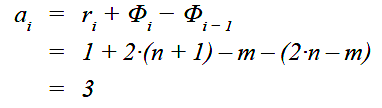 aᵢ = rᵢ + Φᵢ − Φᵢ₋₁
= 1 + 2·(n + 1) − m − (2·n − m)
= 3